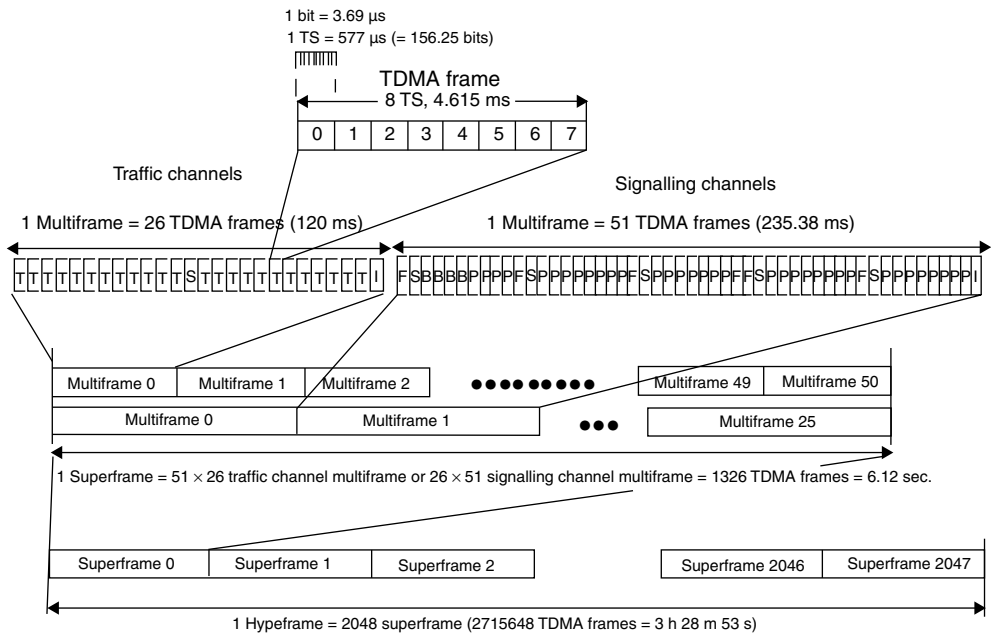 1 bit = 3.69 µs
1 TS = 577 µs (= 156.25 bits)
TDMA frame
8 TS, 4.615 ms
0 1 2 3 4 5 6 7
Traffic channels
Signalling channels
1 Multiframe = 26 TDMA frames (120 ms)
1 Multiframe = 51 TDMA frames (235.38 ms)
TTTTTTTTTTTTSTTTTTTTTTTTTI
FSBBBBPPPPFSPPPPPPPPFSPPPPPPPFFSPPPPPPPPFSPPPPPPPPI
Multiframe 0 Multiframe 1 Multiframe 2 Multiframe 49 Multiframe 50
Multiframe 0 Multiframe 1 Multiframe 25
1 Superframe = 51 × 26 traffic channel multiframe or 26 × 51 signalling channel multiframe = 1326 TDMA frames = 6.12 sec.
Superframe 0 Superframe 1 Superframe 2 Superframe 2046 Superframe 2047
1 Hypeframe = 2048 superframe (2715648 TDMA frames = 3 h 28 m 53 s)